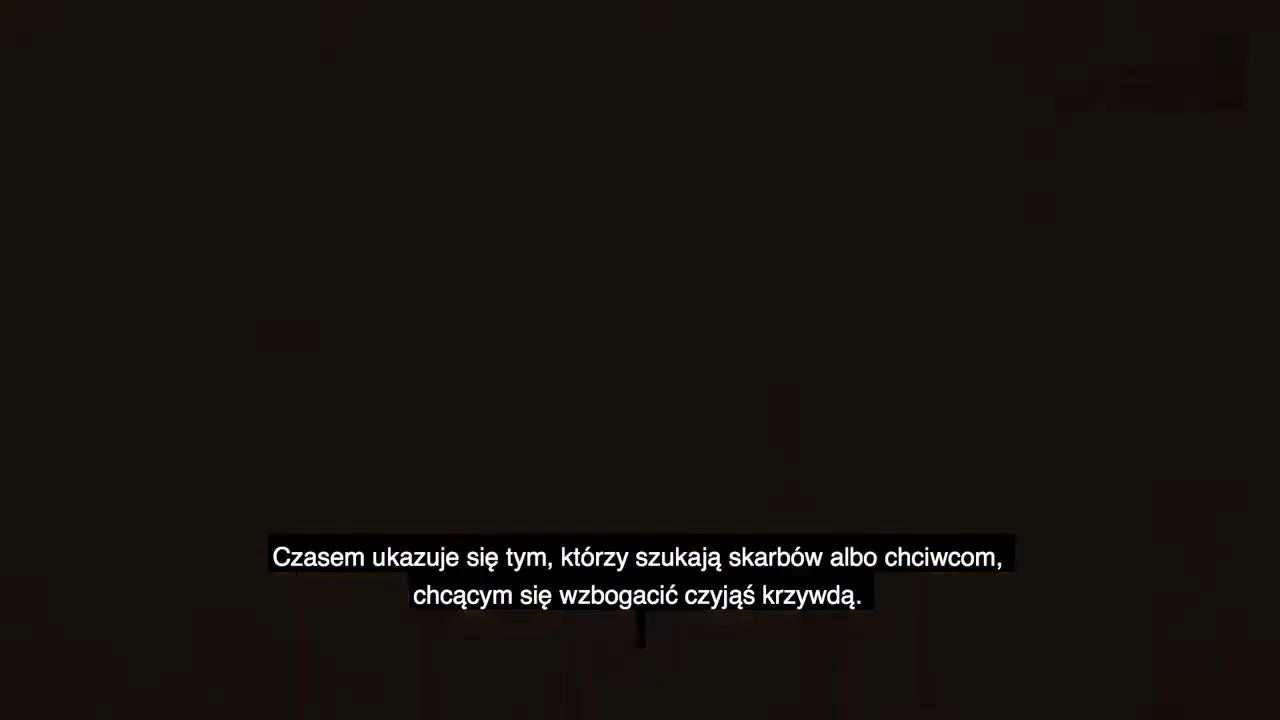 Czasem ukazuje się tym, którzy szukają skarbów albo chciwcom,
chcącym się wzbogacić czyjąś krzywdą.